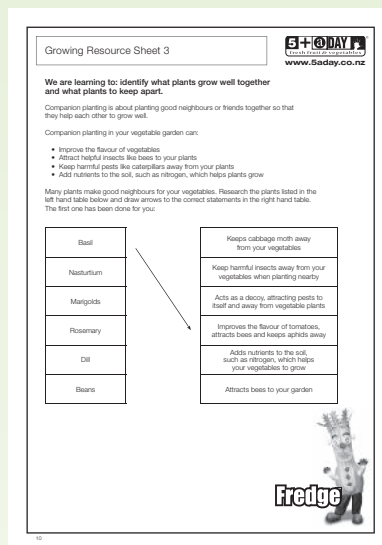 Growing Resource Sheet 3
5+@DAY
fresh fruit & vegetables
www.5aday.co.nz
We are learning to: identify what plants grow well together
and what plants to keep apart.
Companion planting is about planting good neighbours or friends together so that
they help each other to grow well.
Companion planting in your vegetable garden can:
• Improve the flavour of vegetables
• Attract helpful insects like bees to your plants
• Keep harmful pests like caterpillars away from your plants
• Add nutrients to the soil, such as nitrogen, which helps plants grow
Many plants make good neighbours for your vegetables. Research the plants listed in the
left hand table below and draw arrows to the correct statements in the right hand table.
The first one has been done for you:
Basil
Nasturtium
Marigolds
Rosemary
Dill
Beans
Keeps cabbage moth away
from your vegetables
Keep harmful insects away from your
vegetables when planting nearby
Acts as a decoy, attracting pests to
itself and away from vegetable plants
Improves the flavour of tomatoes,
attracts bees and keeps aphids away
Adds nutrients to the soil,
such as nitrogen, which helps
your vegetables to grow
Attracts bees to your garden
Fredge
10